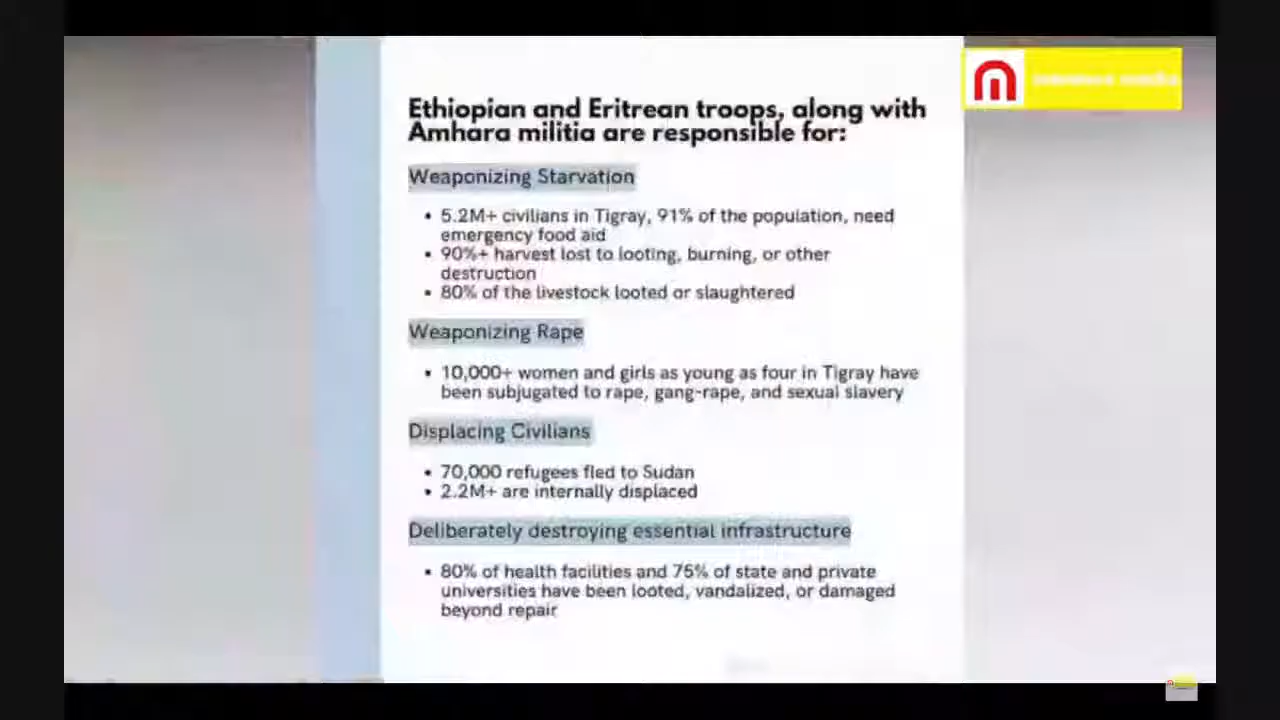 Ethiopian and Eritrean troops, along with
Amhara militia are responsible for:
Weaponizing Starvation
• 5.2M+ civilians in Tigray, 91% of the population, need
emergency food aid
• 90%+ harvest lost to looting, burning, or other
destruction
• 80% of the livestock looted or slaughtered
Weaponizing Rape
• 10,000+ women and girls as young as four in Tigray have
been subjugated to rape, gang-rape, and sexual slavery
Displacing Civilians
• 70,000 refugees fled to Sudan
• 2.2M+ are internally displaced
Deliberately destroying essential infrastructure
• 80% of health facilities and 75% of state and private
universities have been looted, vandalized, or damaged
beyond repair